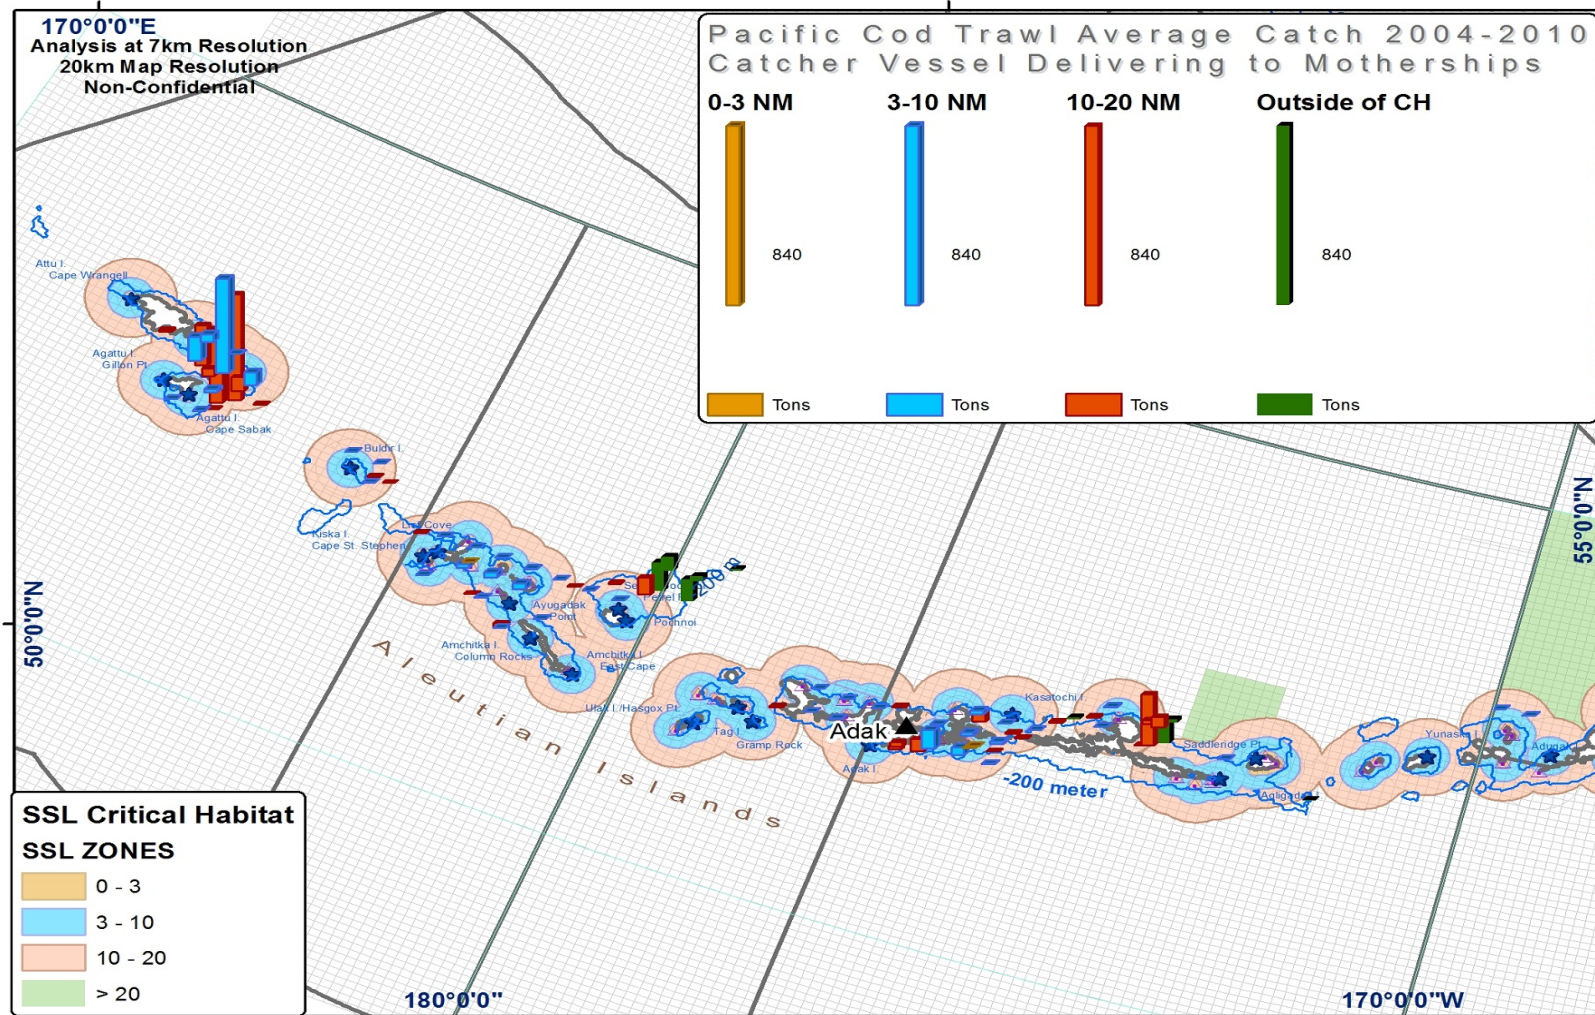 170°0'0"E
Analysis at 7km Resolution
20km Map Resolution
Non-Confidential
Pacific Cod Trawl Average Catch 2004-2010
Catcher Vessel Delivering to Motherships
0-3 NM 3-10 NM 10-20 NM Outside of CH
840 840 840 840
Tons Tons Tons Tons
Attu I.
Cape Wrangell
Agattu I.
Gillon Pt
Agattu I.
Cape Sabak
Buldir I.
Kiska I.
Cape St. Stephen
Ayugadak
Point
Amchitka I.
Column Rocks
Amchitka I.
East Cape
Pochnoi
200 m
55°0'0"N
50°0'0"N
Aleutian Islands
Ulak I./Hasgox Pt.
Tag I.
Gramp Rock
Adak
Adak I.
Kasatochi I.
-200 meter
Saddleridge Pt.
Yunaska I.
SSL Critical Habitat
SSL ZONES
0 - 3
3 - 10
10 - 20
> 20
180°0'0"
170°0'0"W